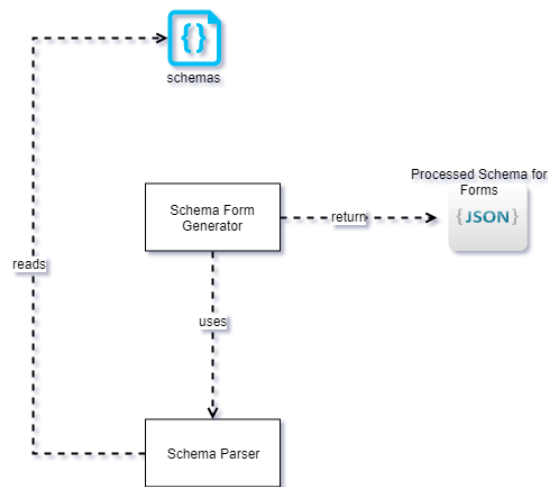 {}
schemas
Processed Schema for
Forms
{JSON}
Schema Form
Generator
return
reads
uses
Schema Parser